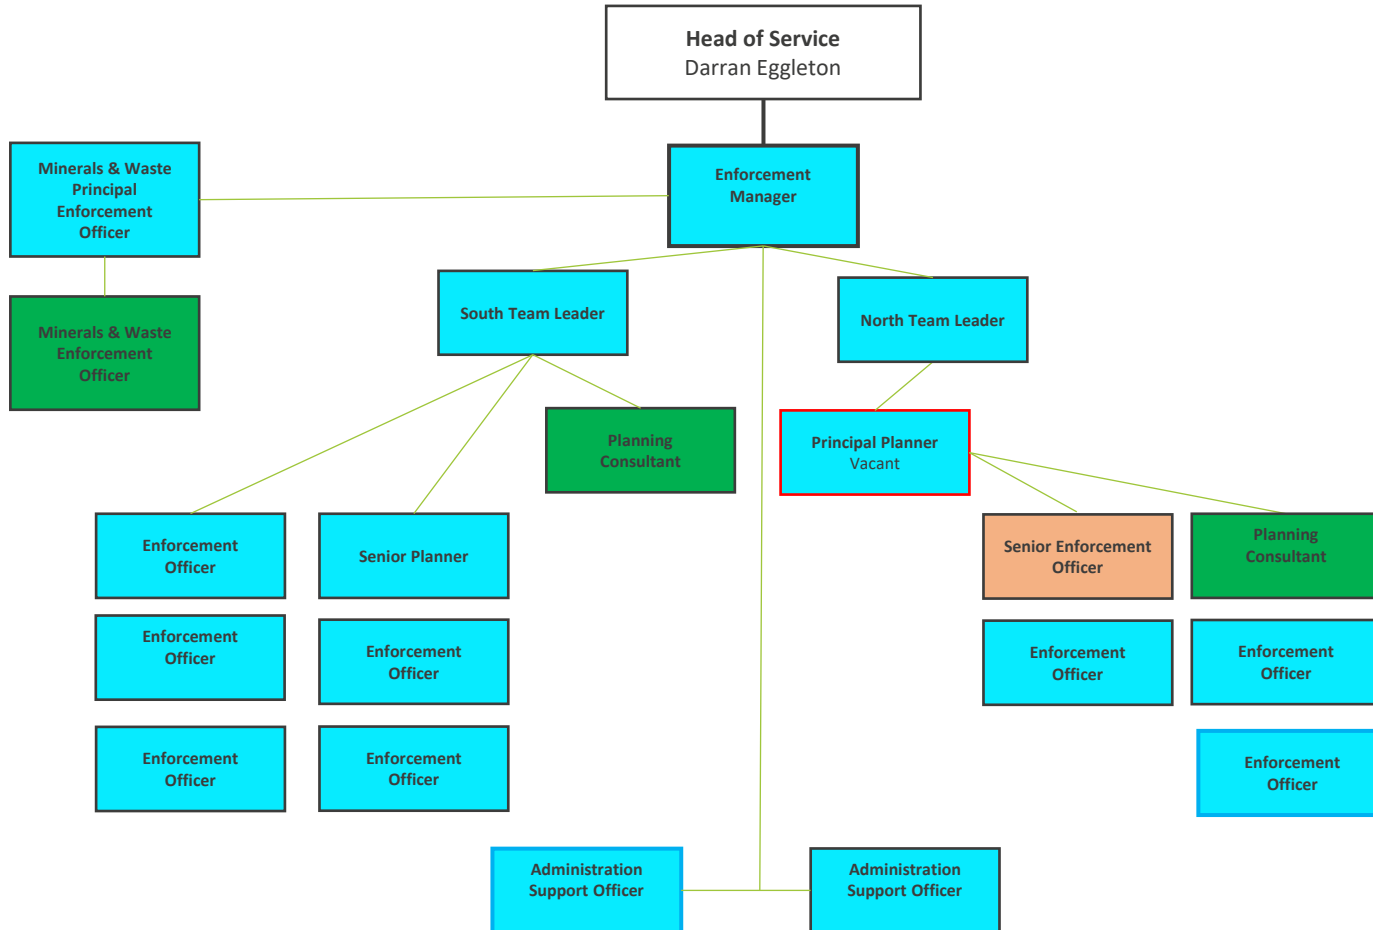 Head of Service
Darran Eggleton
Minerals & Waste
Principal
Enforcement
Officer
Enforcement
Manager
Minerals & Waste
Enforcement
Officer
South Team Leader
North Team Leader
Planning
Consultant
Principal Planner
Vacant
Enforcement
Officer
Senior Planner
Senior Enforcement
Officer
Planning
Consultant
Enforcement
Officer
Enforcement
Officer
Enforcement
Officer
Enforcement
Officer
Enforcement
Officer
Enforcement
Officer
Enforcement
Officer
Administration
Support Officer
Administration
Support Officer